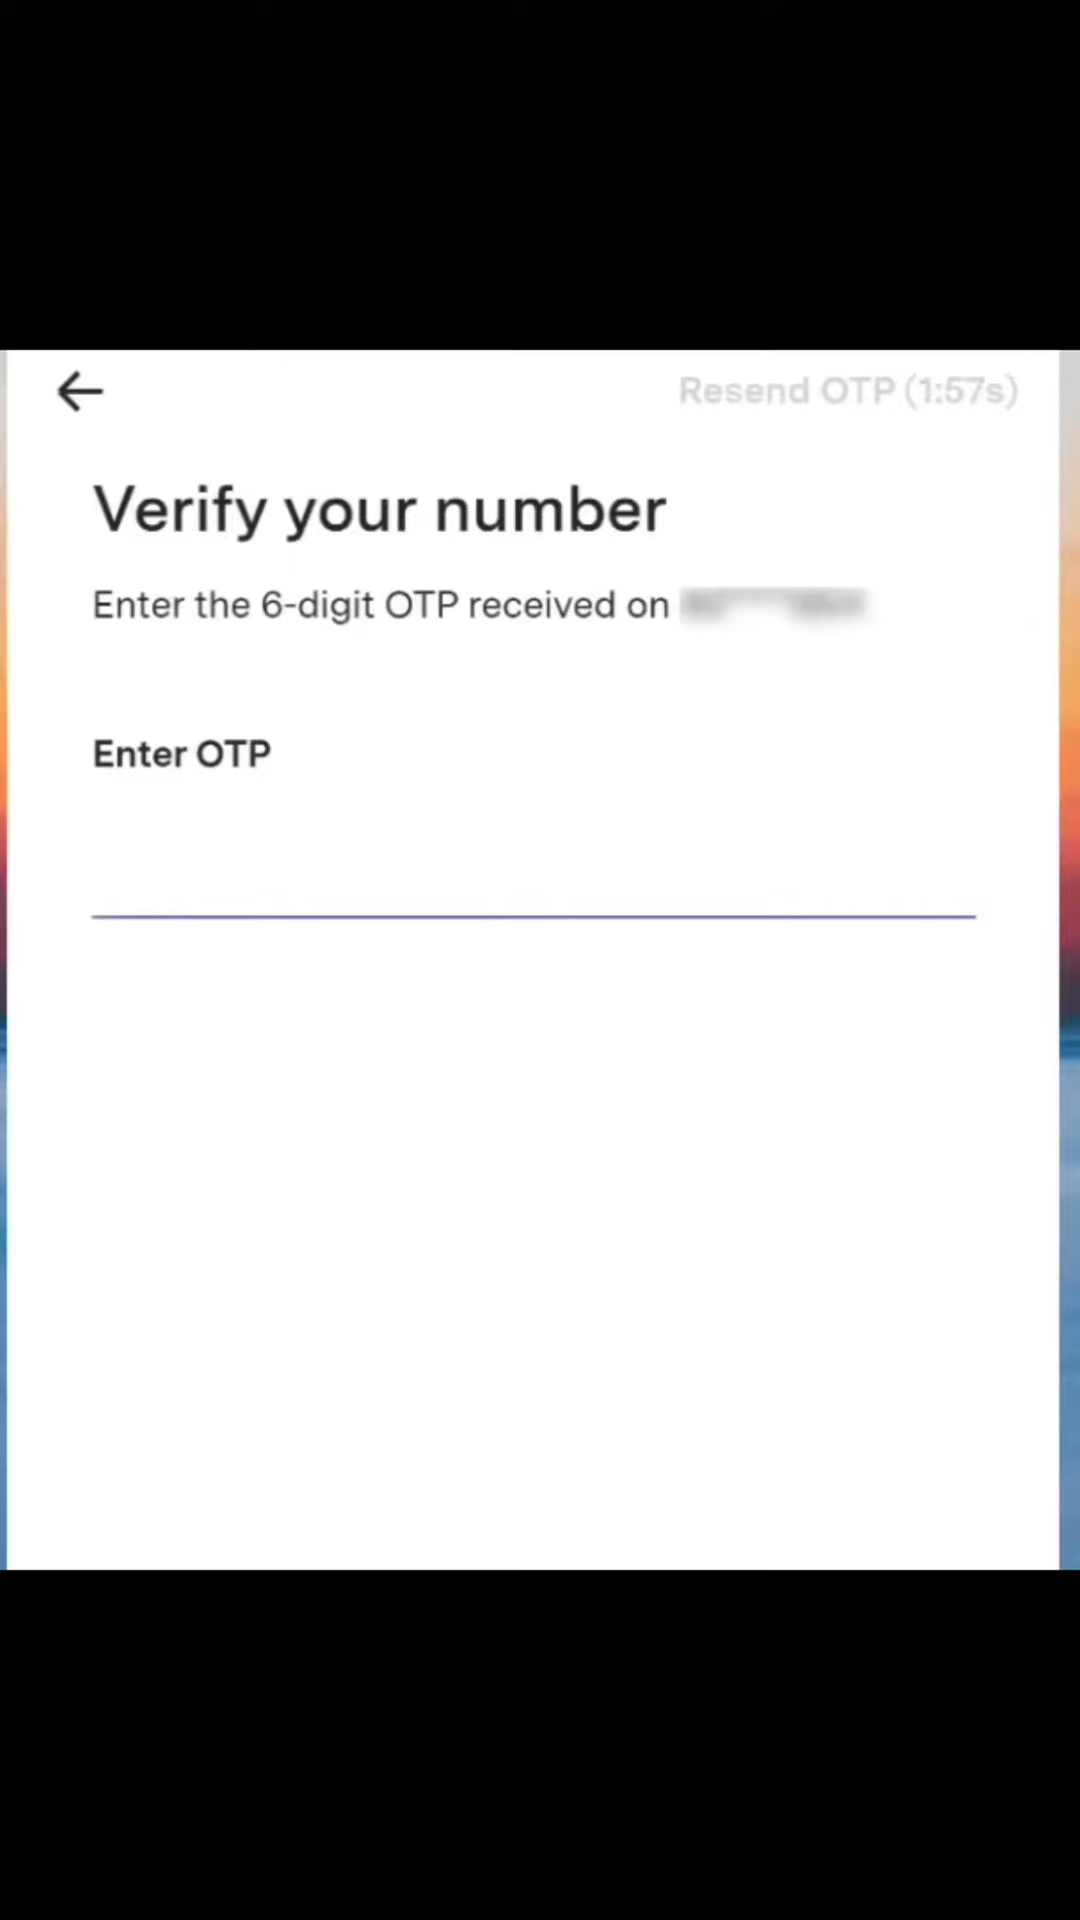 Resend OTP (1:57s)
Verify your number
Enter the 6-digit OTP received on
Enter OTP